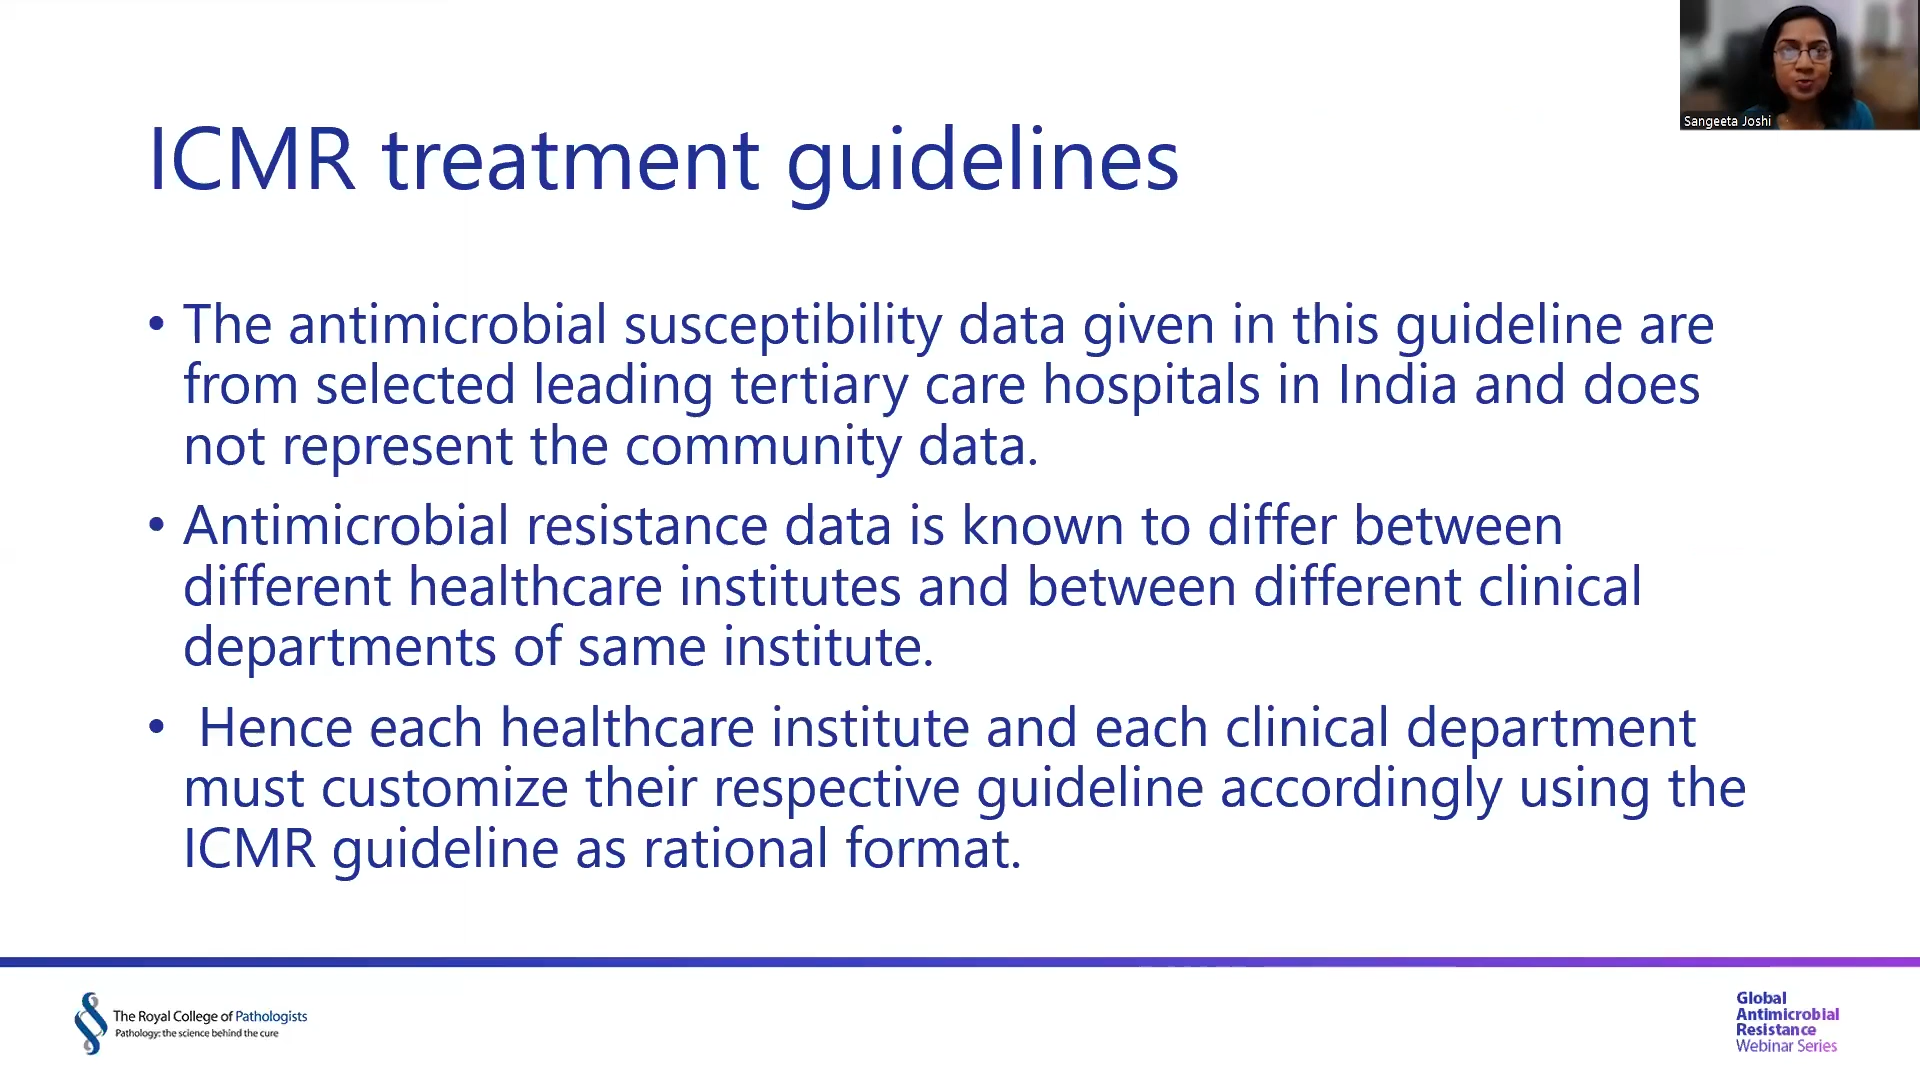 Sangeeta Joshi
ICMR treatment guidelines
• The antimicrobial susceptibility data given in this guideline are
from selected leading tertiary care hospitals in India and does
not represent the community data.
• Antimicrobial resistance data is known to differ between
different healthcare institutes and between different clinical
departments of same institute.
• Hence each healthcare institute and each clinical department
must customize their respective guideline accordingly using the
ICMR guideline as rational format.
The Royal College of Pathologists
Pathology: the science behind the cure
Global
Antimicrobial
Resistance
Webinar Series